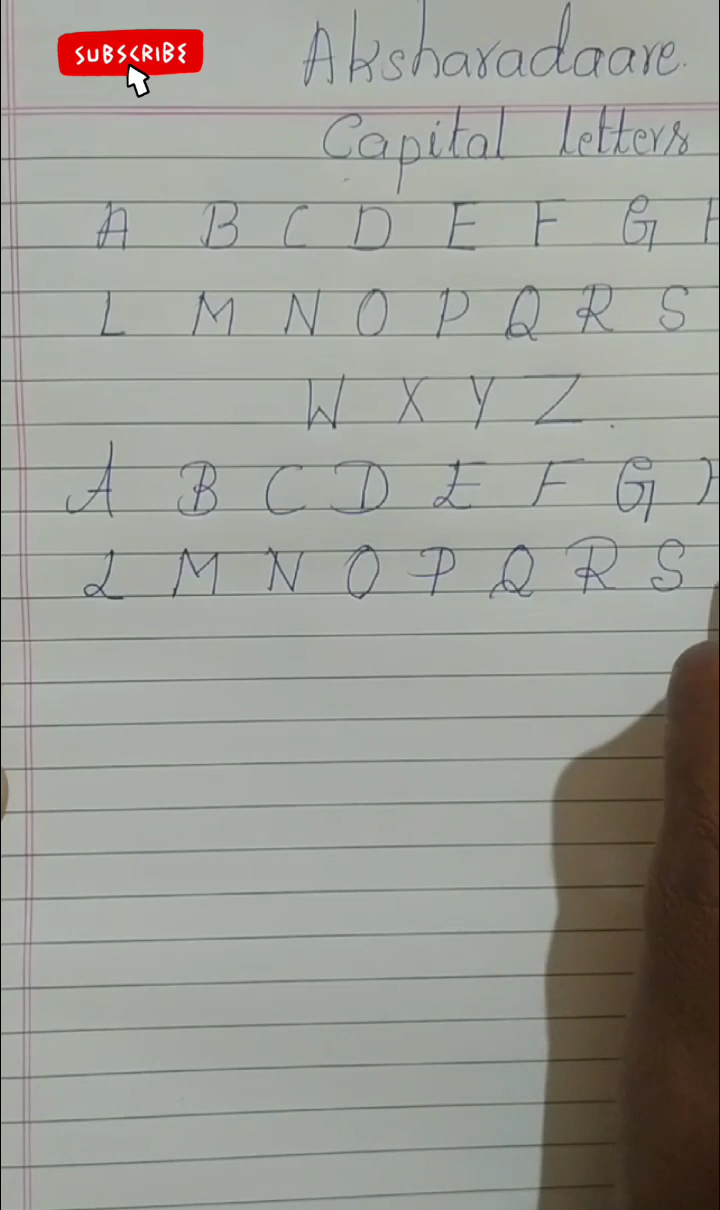 SUBSCRIBE
Aksharadaare.
Capital letters
A B C D E F G H
L M N O P Q R S
W X Y Z .
A B C D E F G H
L M N O P Q R S